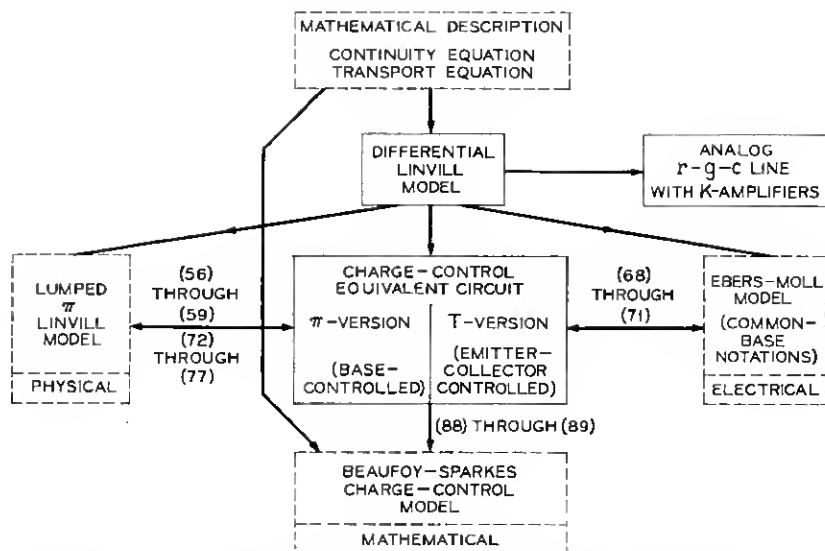 MATHEMATICAL DESCRIPTION
CONTINUITY EQUATION
TRANSPORT EQUATION
DIFFERENTIAL
LINVILL
MODEL
ANALOG
r-g-c LINE
WITH K-AMPLIFIERS
LUMPED
π
LINVILL
MODEL
PHYSICAL
(56)
THROUGH
(59)
(72)
THROUGH
(77)
CHARGE-CONTROL
EQUIVALENT CIRCUIT
π-VERSION
(BASE-
CONTROLLED)
T-VERSION
(EMITTER-
COLLECTOR
CONTROLLED)
(68)
THROUGH
(71)
EBERS-MOLL
MODEL
(COMMON-
BASE
NOTATIONS)
ELECTRICAL
(88) THROUGH (89)
BEAUFOY-SPARKES
CHARGE-CONTROL
MODEL
MATHEMATICAL